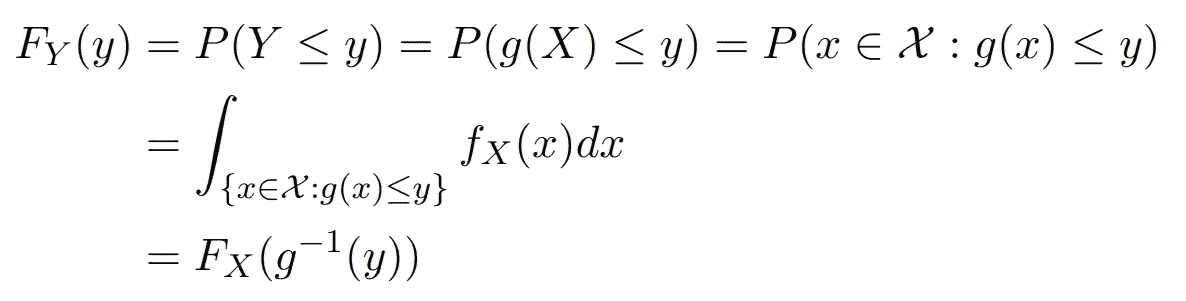 F_Y(y) = P(Y ≤ y) = P(g(X) ≤ y) = P(x ∈ 𝒳 : g(x) ≤ y)
= ∫_{x∈𝒳:g(x)≤y} f_X(x)dx
= F_X(g⁻¹(y))